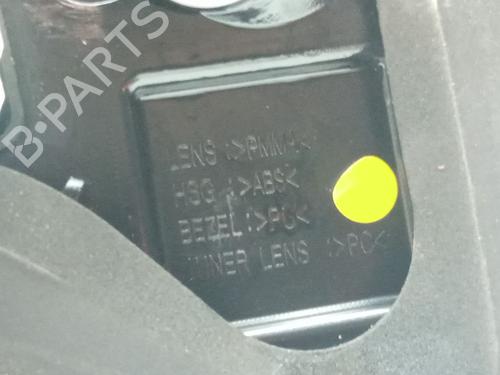 B-PARTS
LENS :>PMMA<
HSG :>ABS<
BEZEL:>PC<
INNER LENS :>PC<